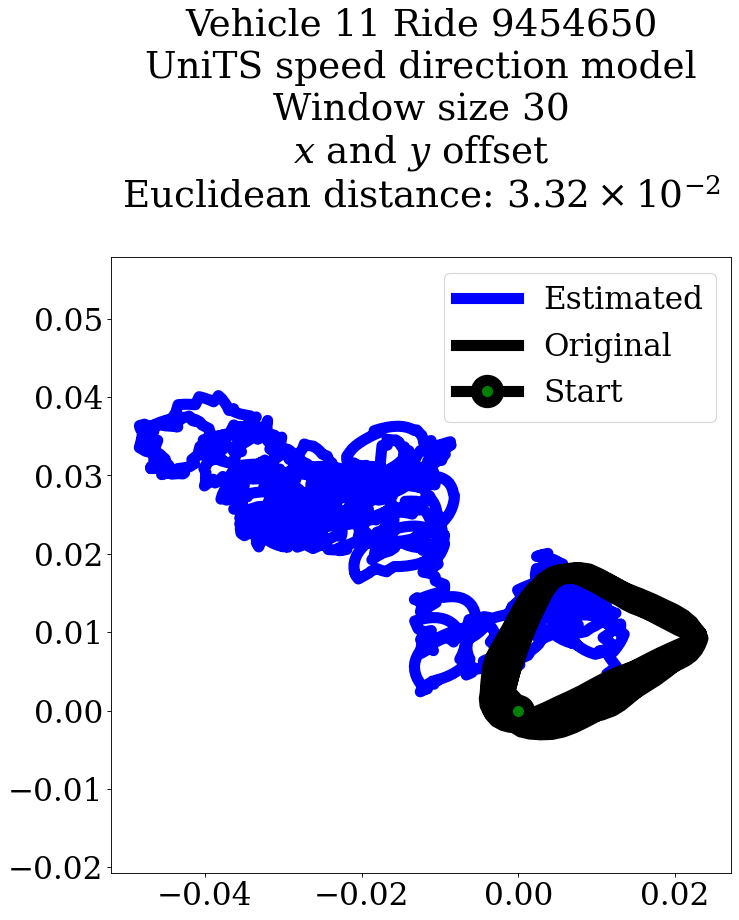 Vehicle 11 Ride 9454650
UniTS speed direction model
Window size 30
x and y offset
Euclidean distance: 3.32 × 10⁻²
Estimated
Original
Start
0.05
0.04
0.03
0.02
0.01
0.00
−0.01
−0.02
−0.04 −0.02 0.00 0.02